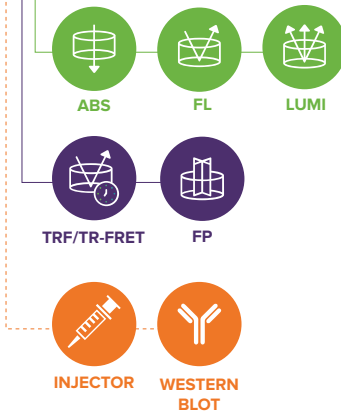 ABS FL LUMI
TRF/TR-FRET FP
INJECTOR WESTERN
BLOT